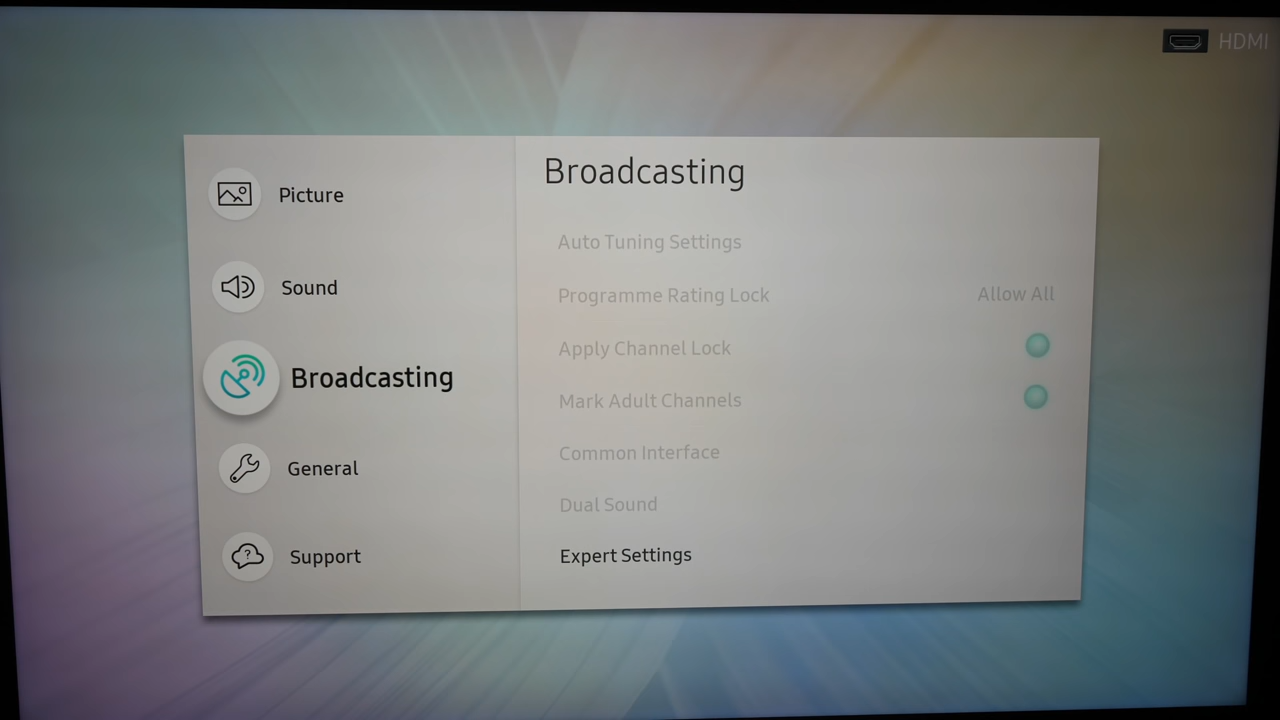 HDMI
Picture
Sound
Broadcasting
General
? Support
Broadcasting
Auto Tuning Settings
Programme Rating Lock Allow All
Apply Channel Lock
Mark Adult Channels
Common Interface
Dual Sound
Expert Settings